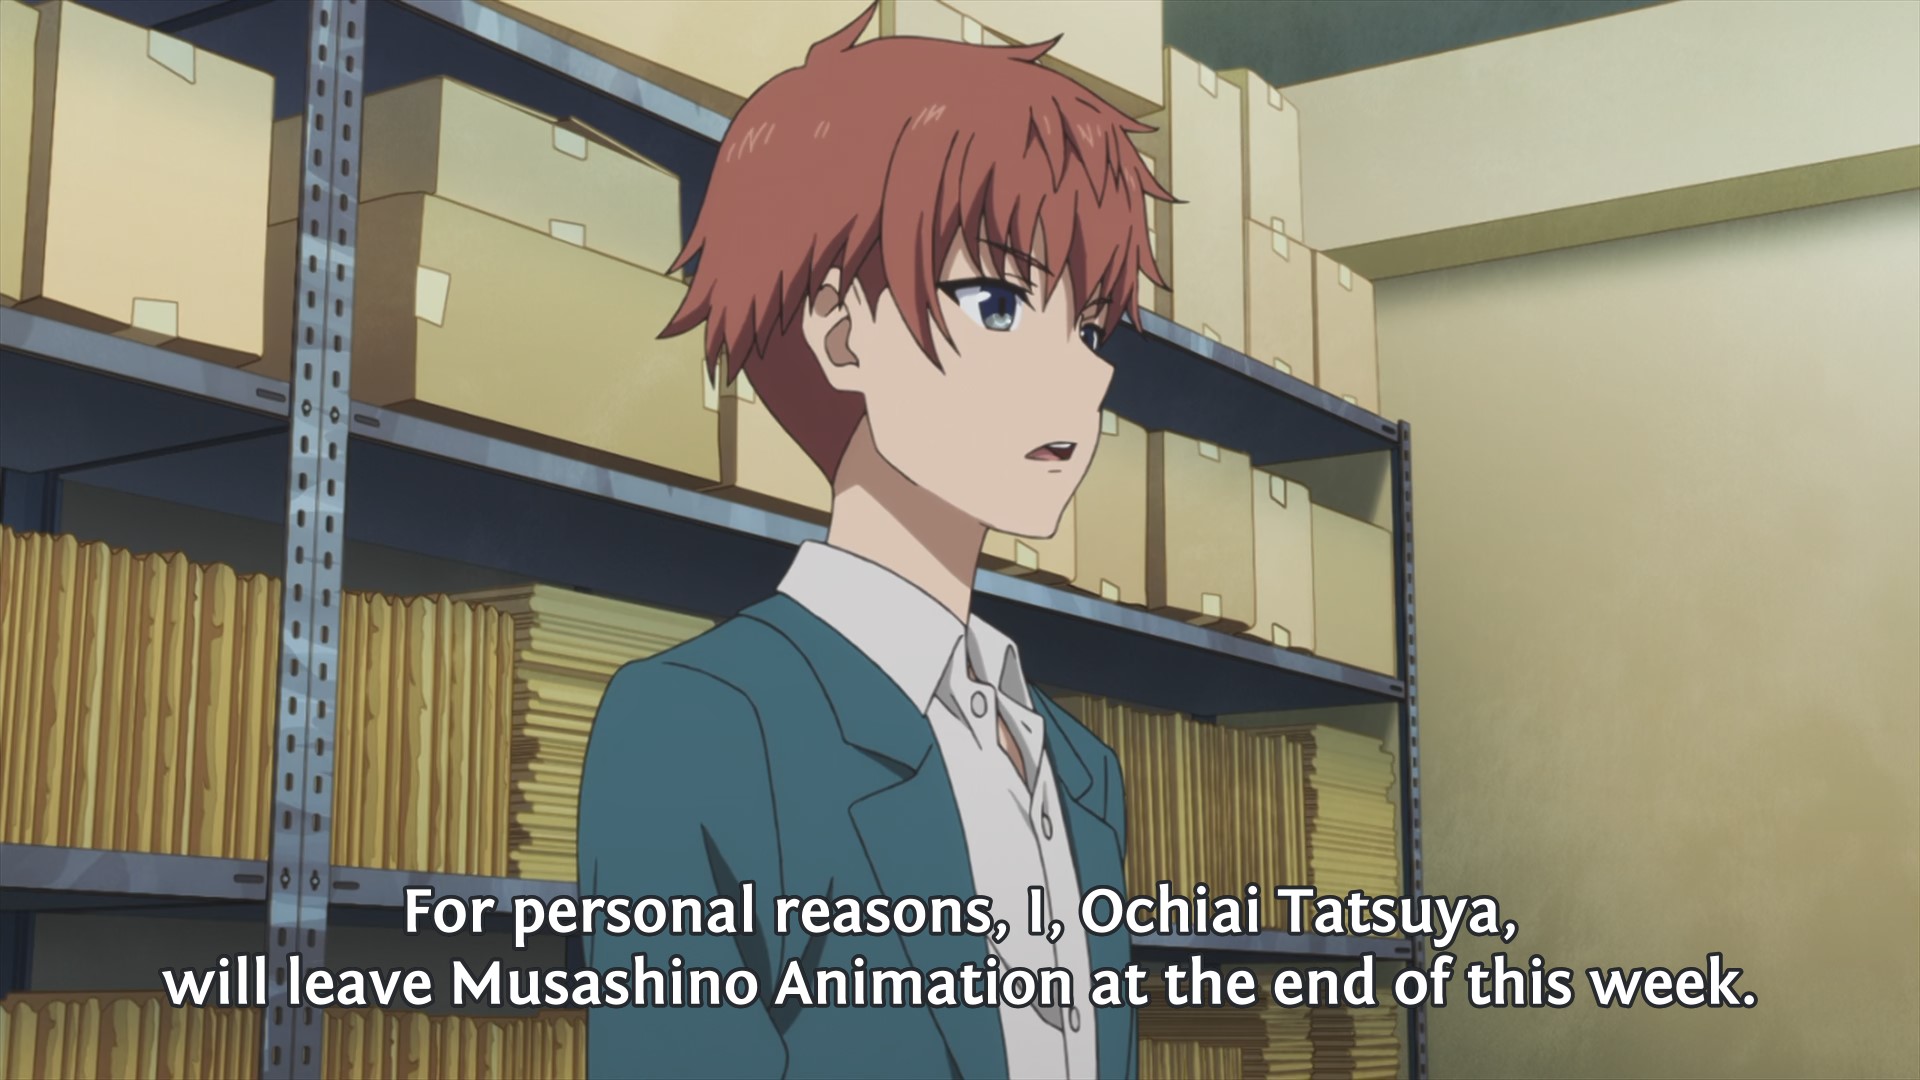 For personal reasons, I, Ochiai Tatsuya,
will leave Musashino Animation at the end of this week.